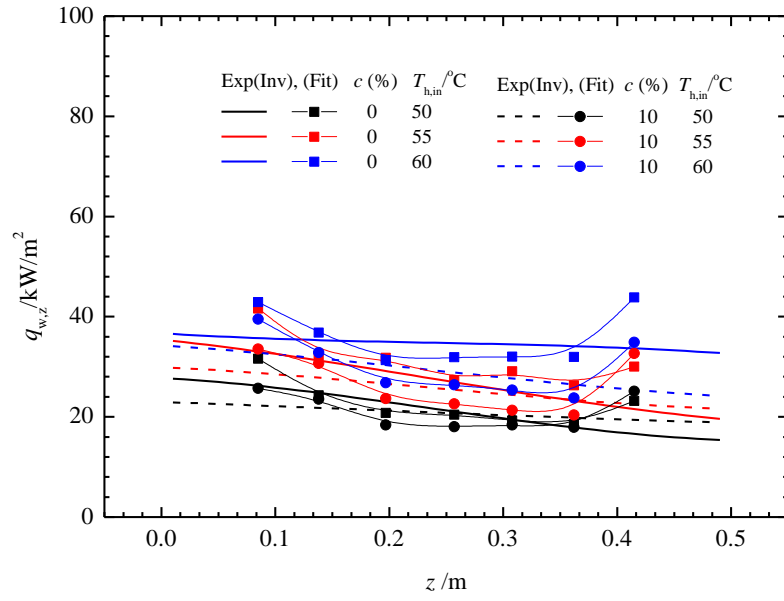 100
80
60
40
20
0
q_w,z/kW/m²
Exp(Inv), (Fit) c (%) T_h,in/°C
0 50
0 55
0 60
Exp(Inv), (Fit) c (%) T_h,in/°C
10 50
10 55
10 60
0.0 0.1 0.2 0.3 0.4 0.5
z /m